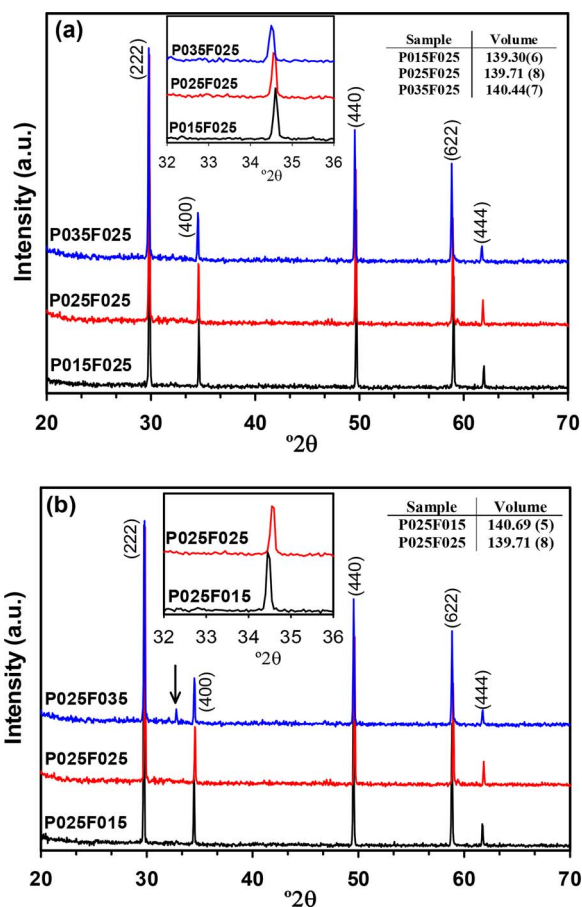 (a)
(222)
P035F025
P025F025
P015F025
32 33 34 35 36
°2θ
Sample Volume
P015F025 139.30(6)
P025F025 139.71 (8)
P035F025 140.44(7)
(440)
(622)
(400)
(444)
P035F025
P025F025
P015F025
Intensity (a.u.)
20 30 40 50 60 70
°2θ
(b)
(222)
P025F025
P025F015
32 33 34 35 36
°2θ
Sample Volume
P025F015 140.69 (5)
P025F025 139.71 (8)
(440)
(622)
(400)
(444)
P025F035
P025F025
P025F015
Intensity (a.u.)
20 30 40 50 60 70
°2θ